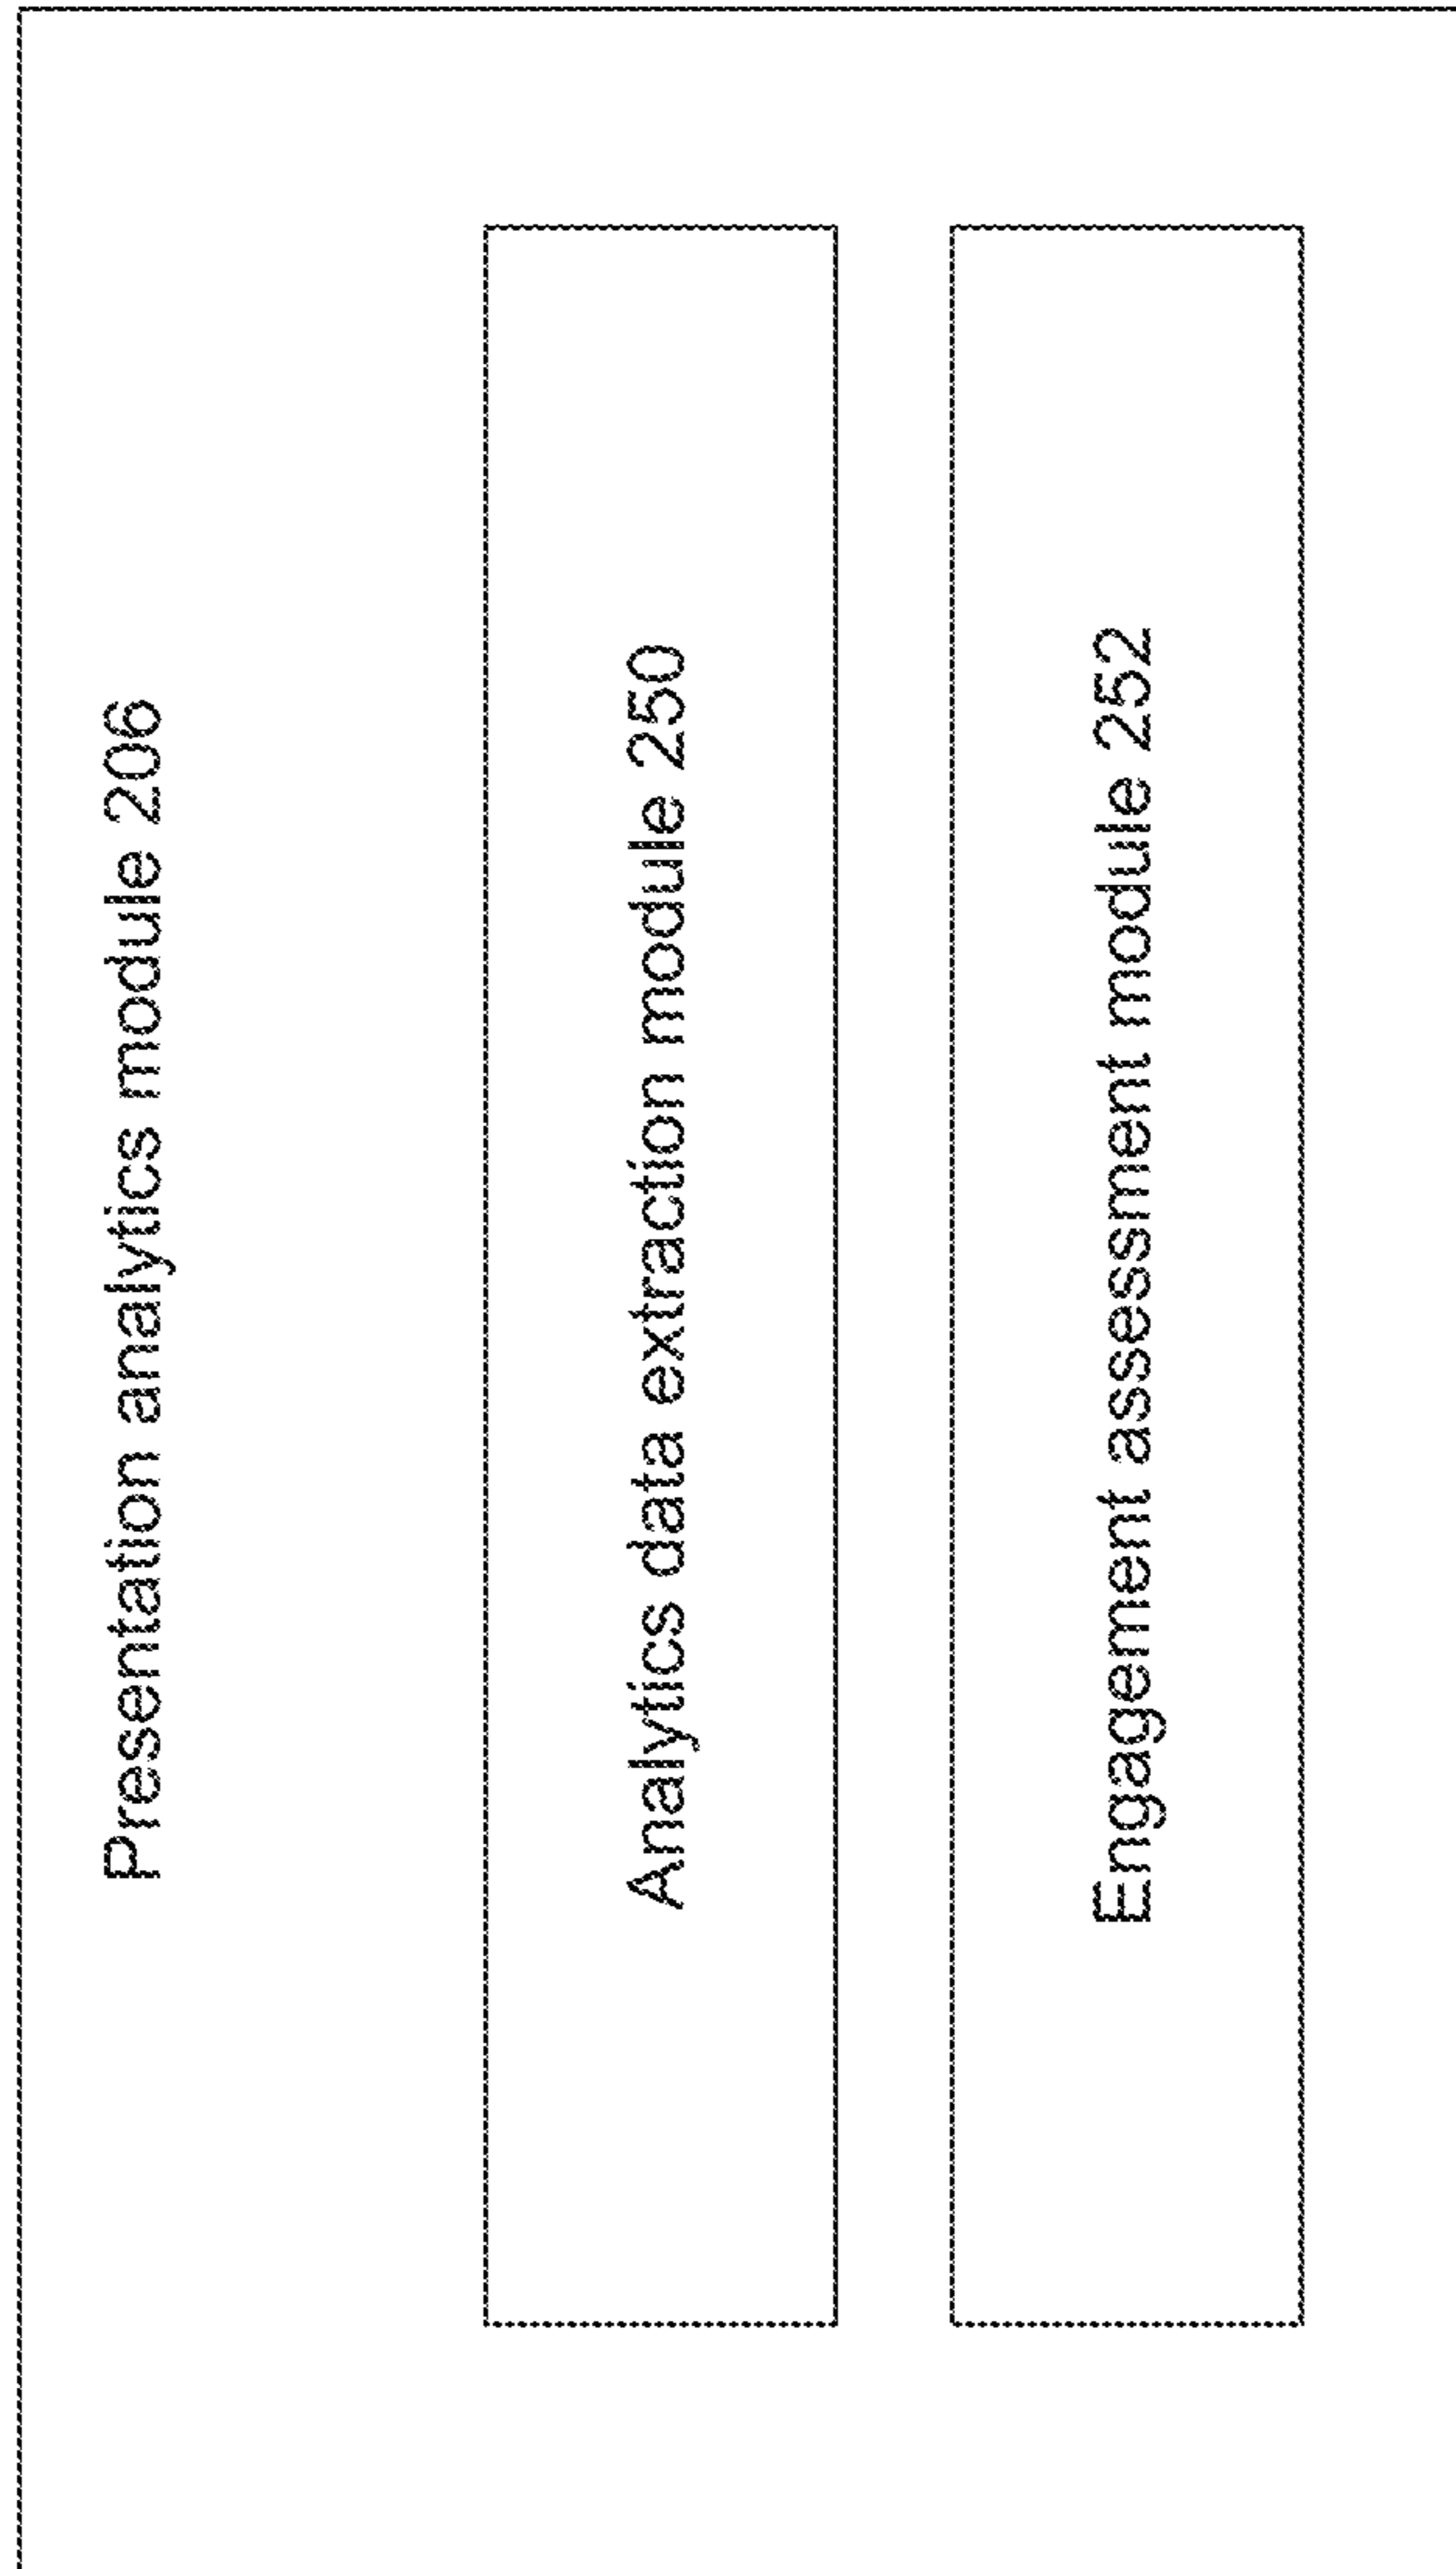 Presentation analytics module 206
Analytics data extraction module 250
Engagement assessment module 252